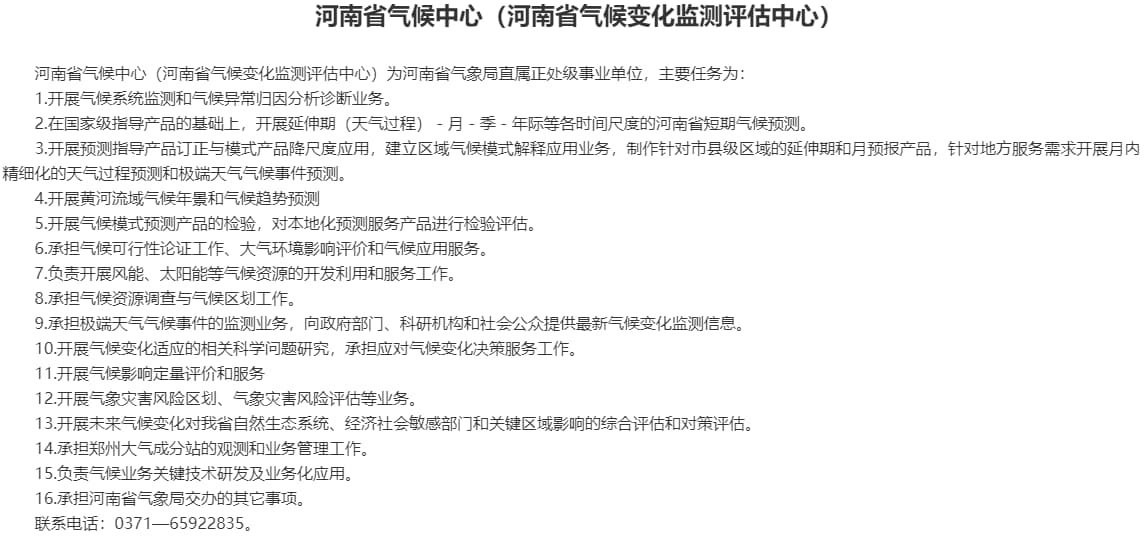 河南省气候中心（河南省气候变化监测评估中心）
河南省气候中心（河南省气候变化监测评估中心）为河南省气象局直属正处级事业单位，主要任务为：
1.开展气候系统监测和气候异常归因分析诊断业务。
2.在国家级指导产品的基础上，开展延伸期（天气过程）－月－季－年际等各时间尺度的河南省短期气候预测。
3.开展预测指导产品订正与模式产品降尺度应用，建立区域气候模式解释应用业务，制作针对市县级区域的延伸期和月预报产品，针对地方服务需求开展月内
精细化的天气过程预测和极端天气气候事件预测。
4.开展黄河流域气候年景和气候趋势预测
5.开展气候模式预测产品的检验，对本地化预测服务产品进行检验评估。
6.承担气候可行性论证工作、大气环境影响评价和气候应用服务。
7.负责开展风能、太阳能等气候资源的开发利用和服务工作。
8.承担气候资源调查与气候区划工作。
9.承担极端天气气候事件的监测业务，向政府部门、科研机构和社会公众提供最新气候变化监测信息。
10.开展气候变化适应的相关科学问题研究，承担应对气候变化决策服务工作。
11.开展气候影响定量评价和服务
12.开展气象灾害风险区划、气象灾害风险评估等业务。
13.开展未来气候变化对我省自然生态系统、经济社会敏感部门和关键区域影响的综合评估和对策评估。
14.承担郑州大气成分站的观测和业务管理工作。
15.负责气候业务关键技术研发及业务化应用。
16.承担河南省气象局交办的其它事项。
联系电话：0371—65922835。